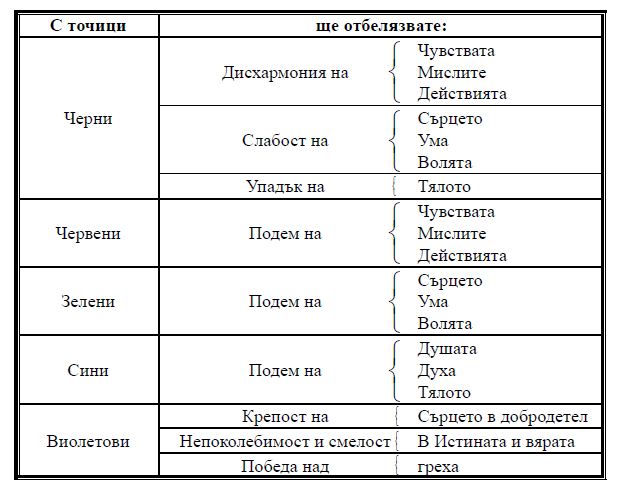 С точици ще отбелязвате:
Черни
Дисхармония на
Чувствата
Мислите
Действията
Слабост на
Сърцето
Ума
Волята
Упадък на Тялото
Червени
Подем на
Чувствата
Мислите
Действията
Зелени
Подем на
Сърцето
Ума
Волята
Сини
Подем на
Душата
Духа
Тялото
Виолетови
Крепост на Сърцето в добродетел
Непоколебимост и смелост В Истината и вярата
Победа над греха